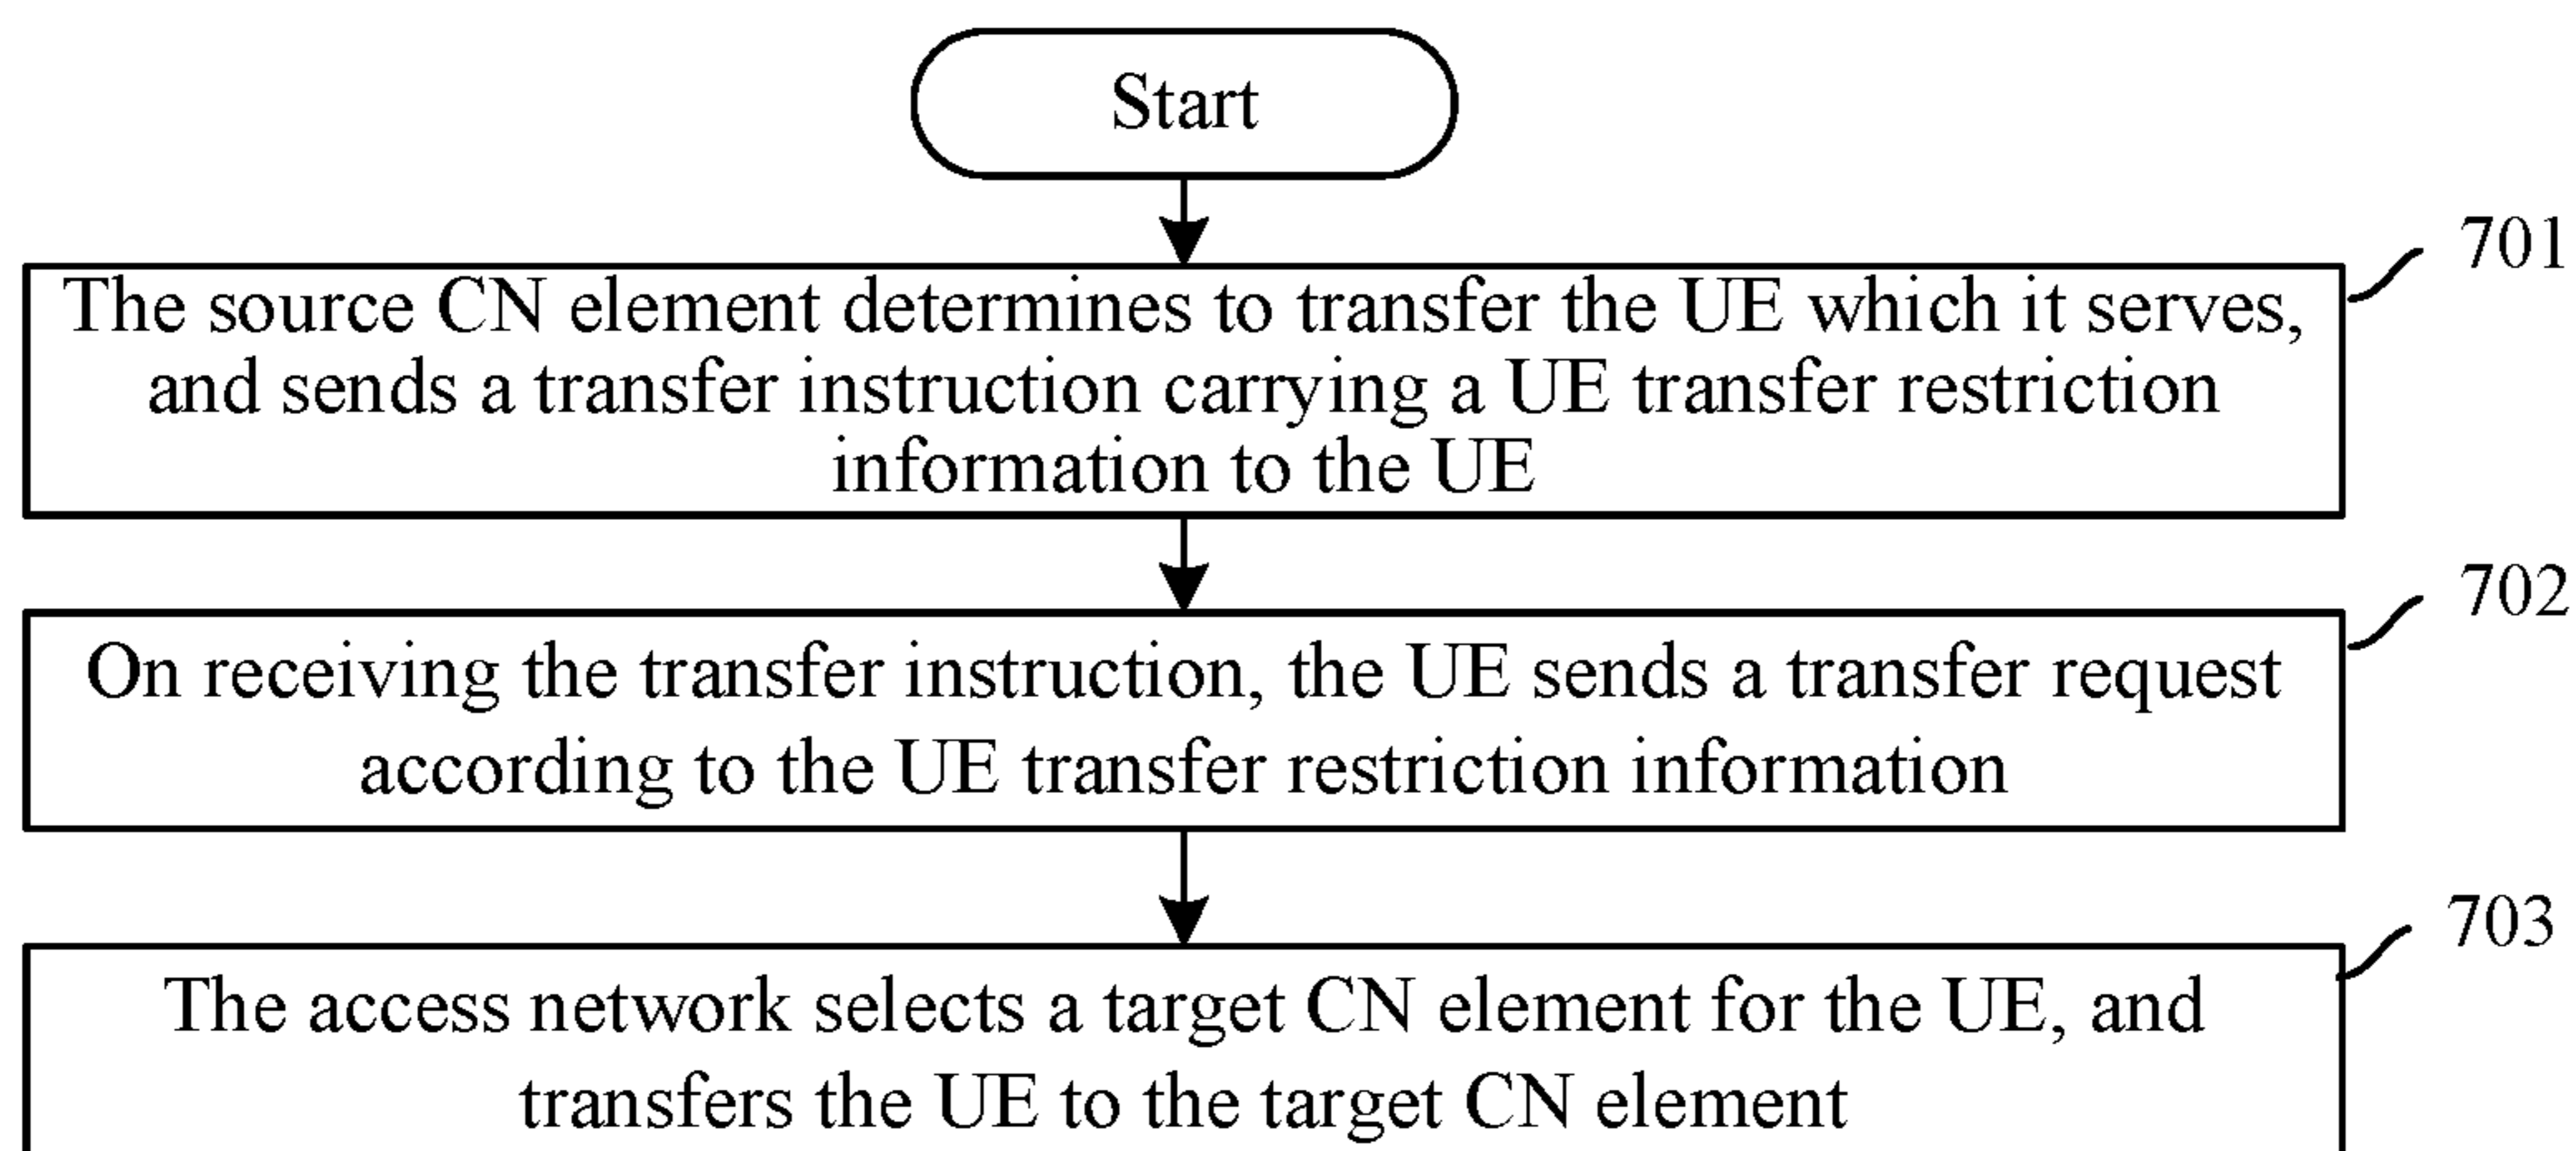 Start
701
The source CN element determines to transfer the UE which it serves,
and sends a transfer instruction carrying a UE transfer restriction
information to the UE
702
On receiving the transfer instruction, the UE sends a transfer request
according to the UE transfer restriction information
703
The access network selects a target CN element for the UE, and
transfers the UE to the target CN element